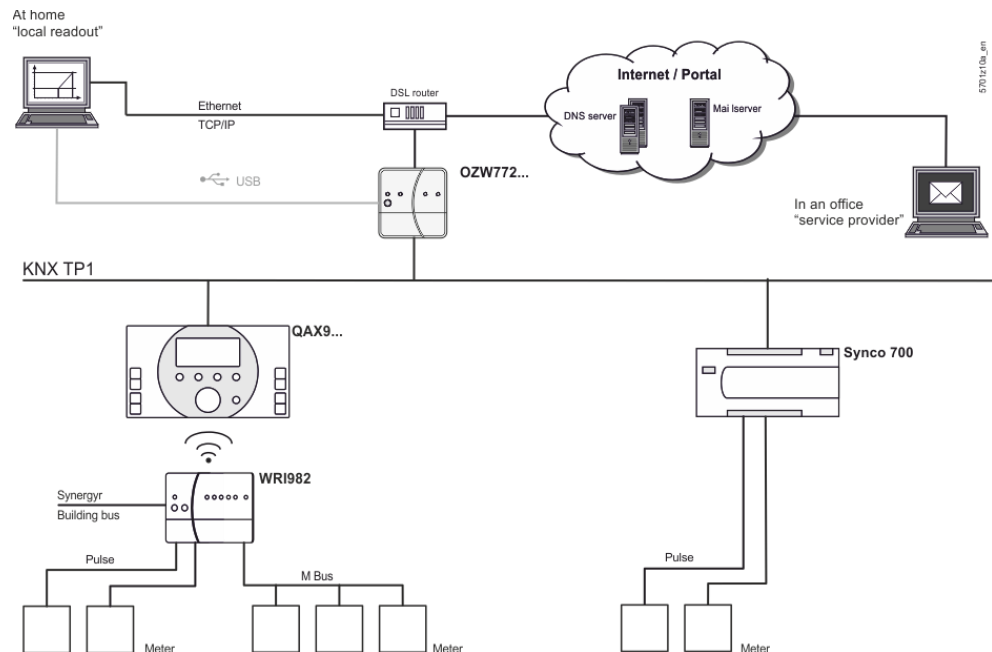 At home
“local readout”
5701z10a_en
Internet / Portal
DSL router
Ethernet
TCP/IP
DNS server
Mai lserver
OZW772...
USB
In an office
“service provider”
KNX TP1
QAX9...
Synco 700
WRI982
Synergyr
Building bus
Pulse
M Bus
Pulse
Meter
Meter
Meter